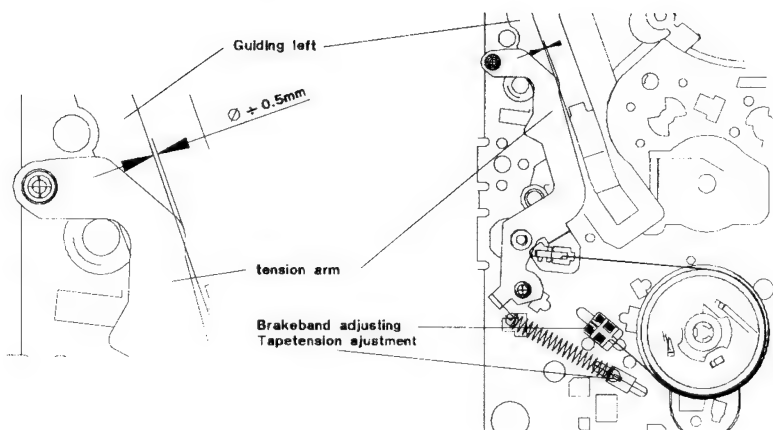 Guiding left
Ø ÷ 0.5mm
tension arm
Brakeband adjusting
Tapetension ajustment